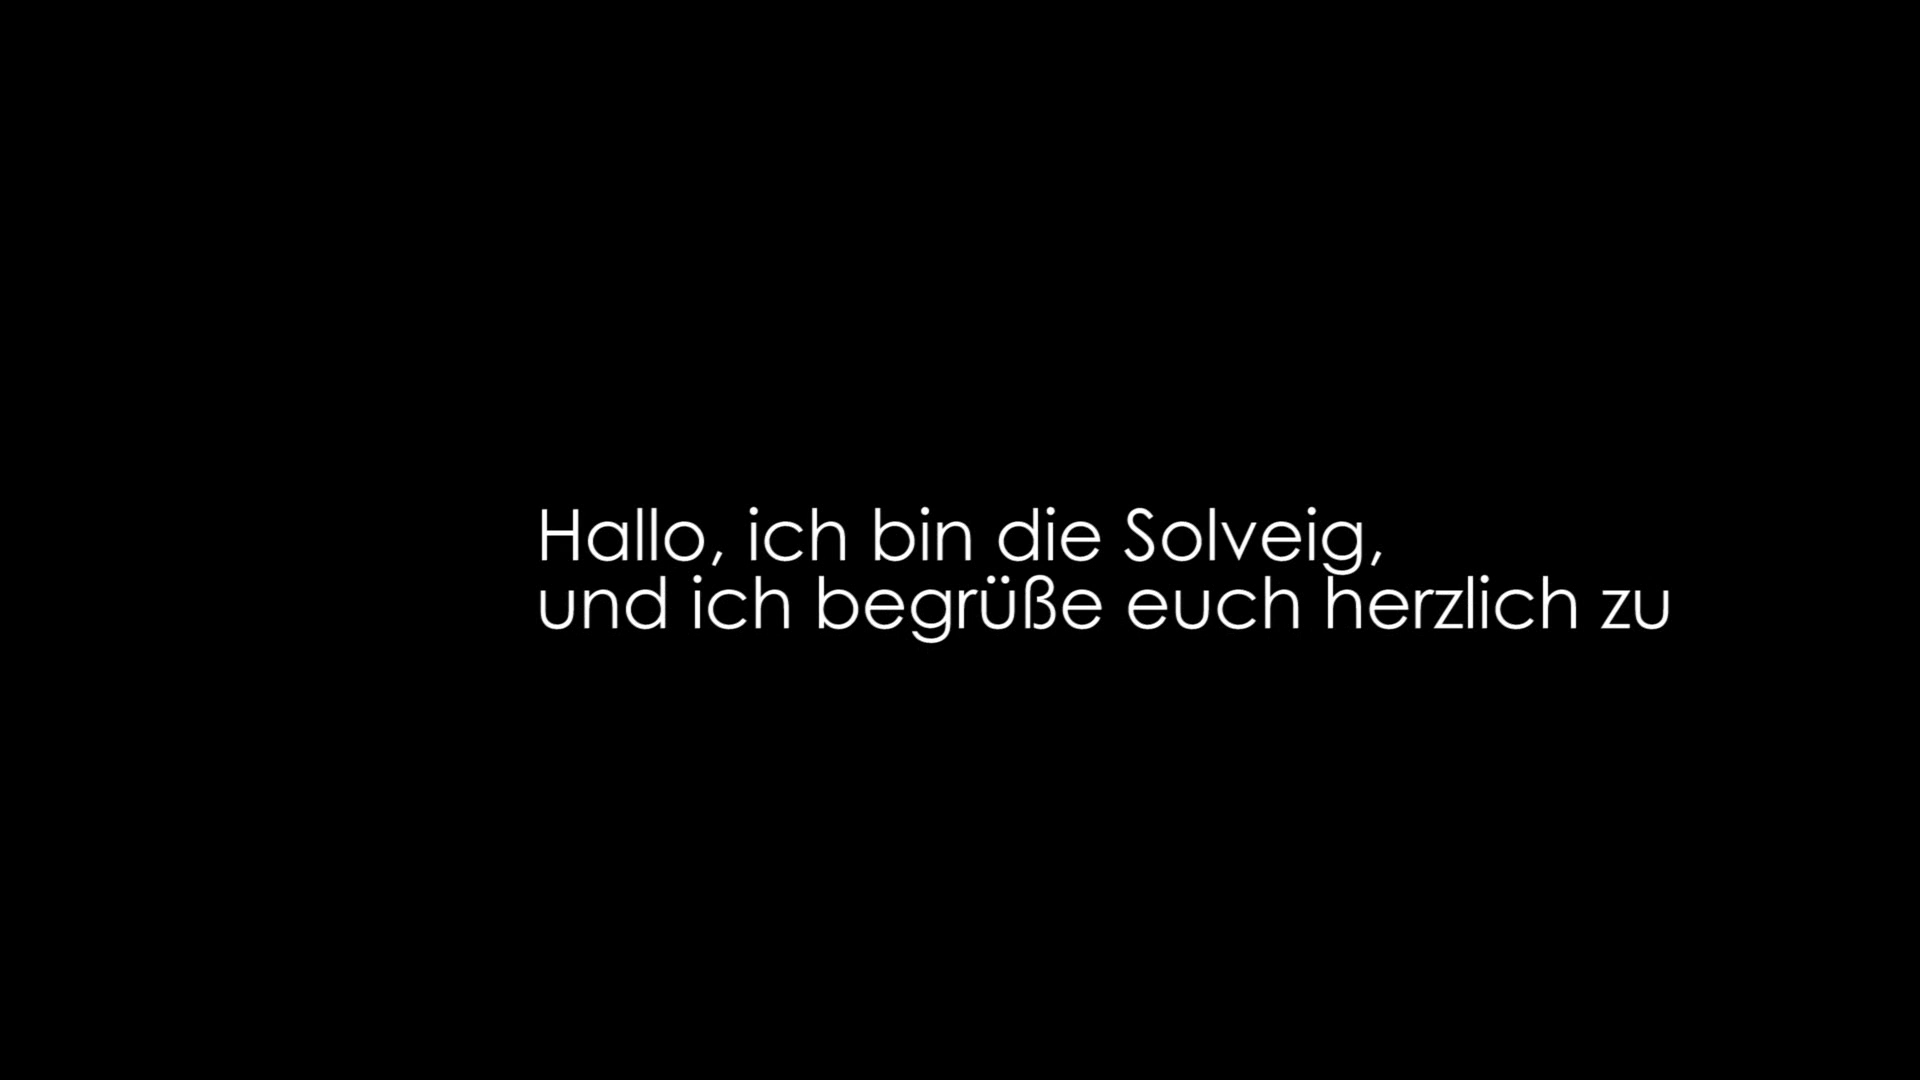 Hallo, ich bin die Solveig,
und ich begrüße euch herzlich zu